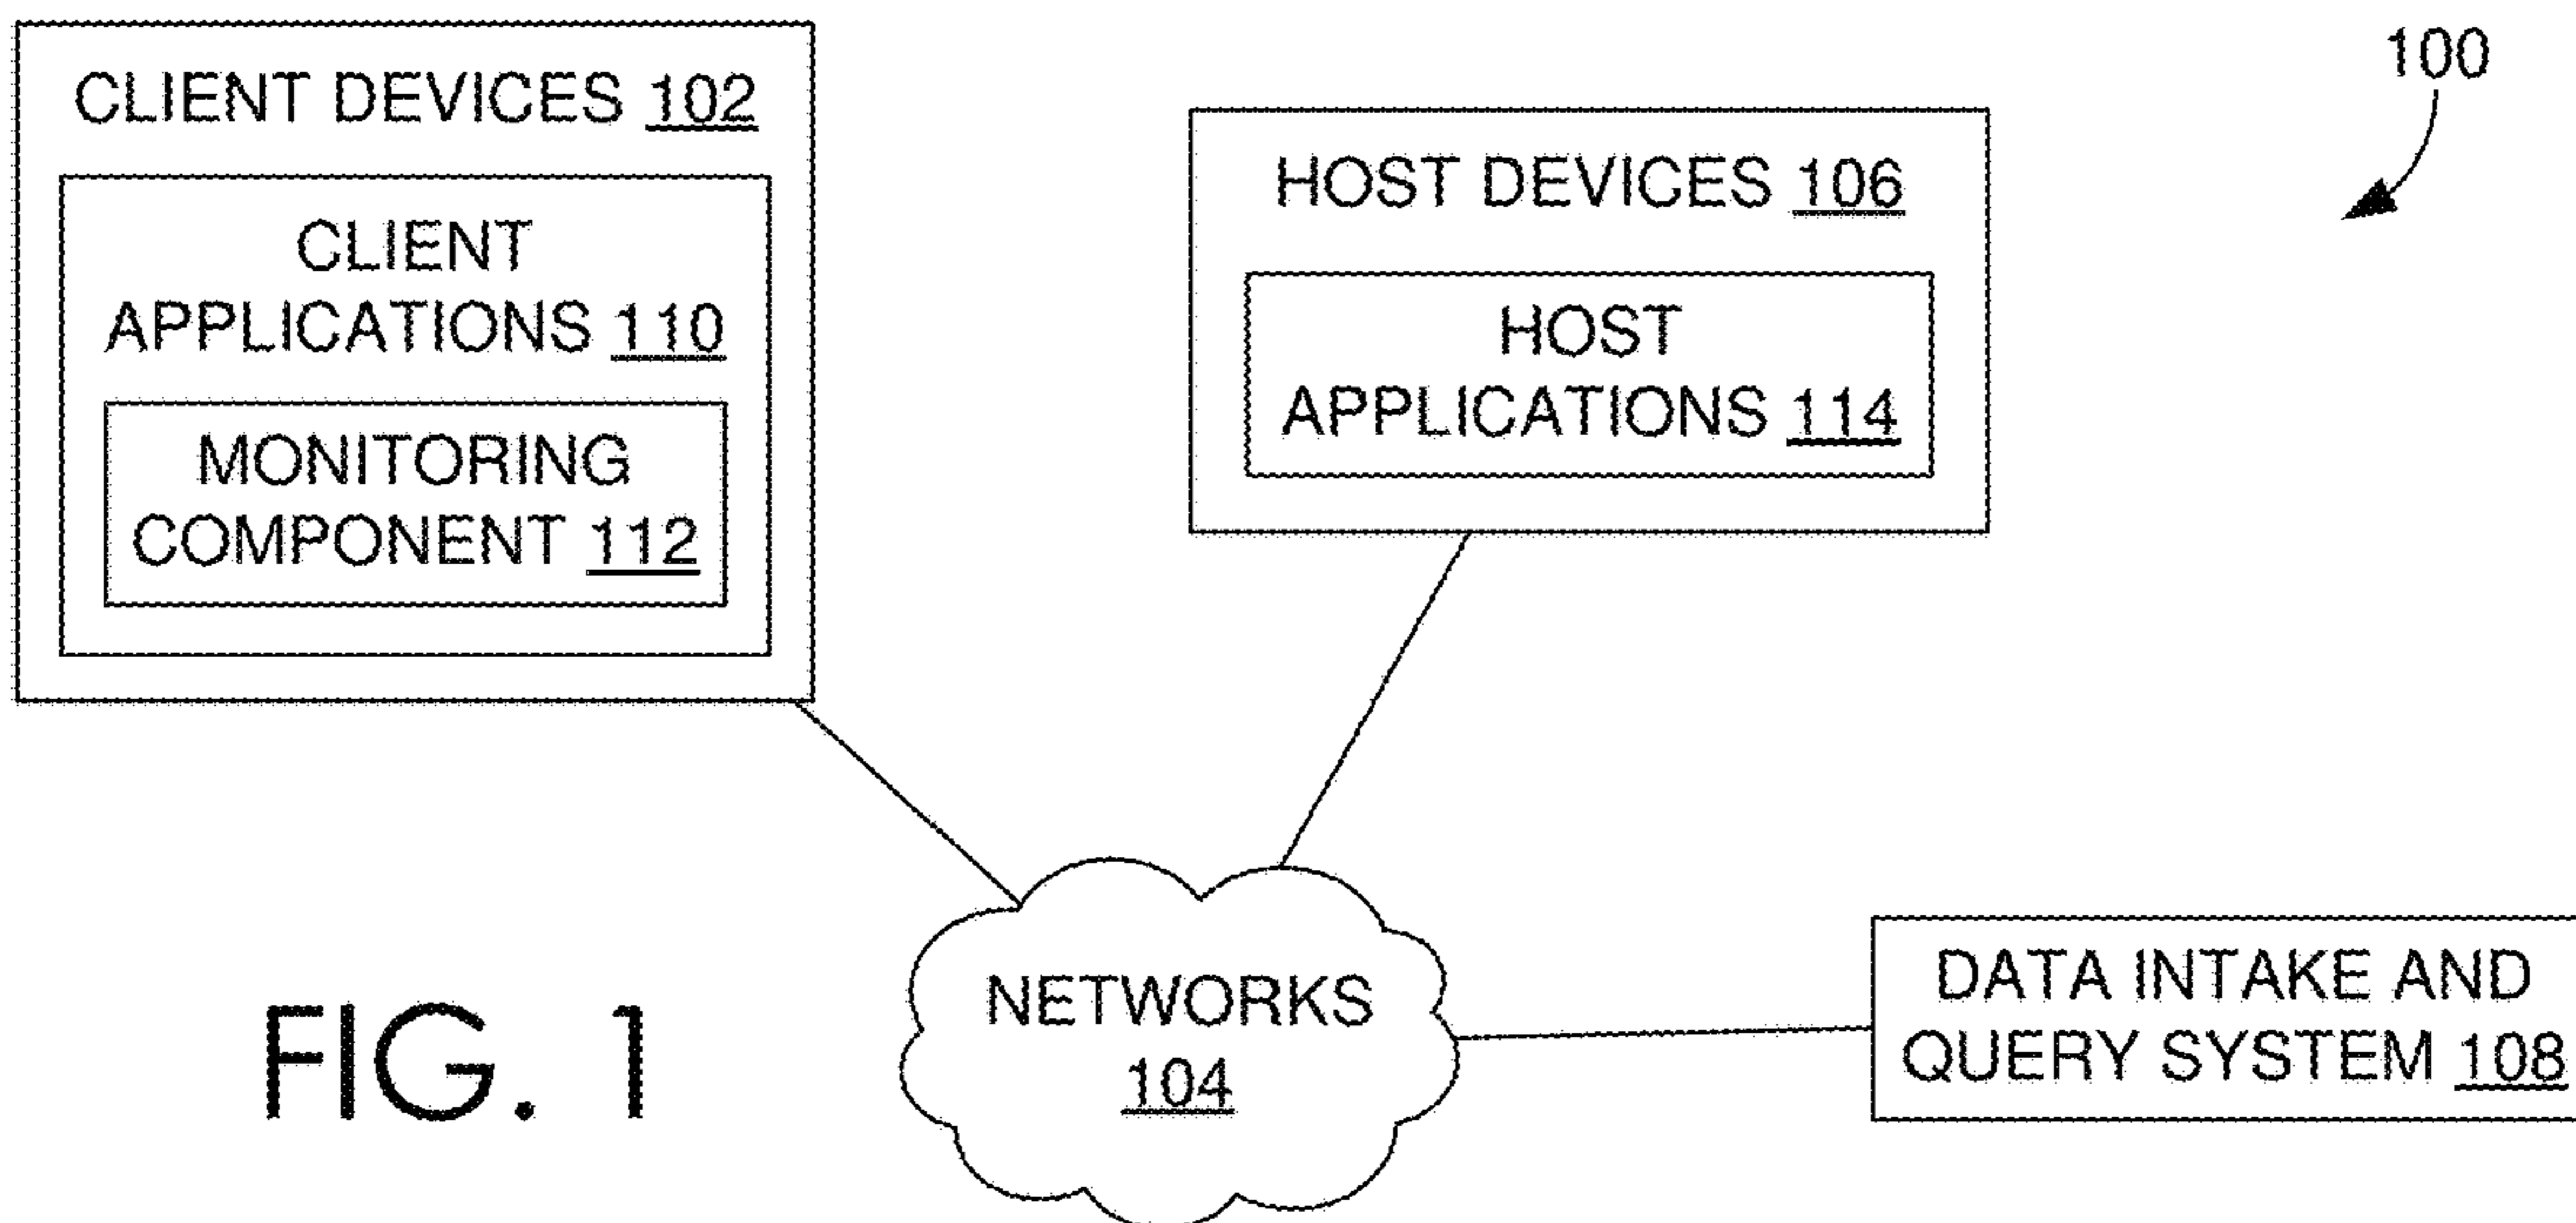 CLIENT DEVICES 102
CLIENT
APPLICATIONS 110
MONITORING
COMPONENT 112
HOST DEVICES 106
HOST
APPLICATIONS 114
100
NETWORKS
104
DATA INTAKE AND
QUERY SYSTEM 108
FIG. 1